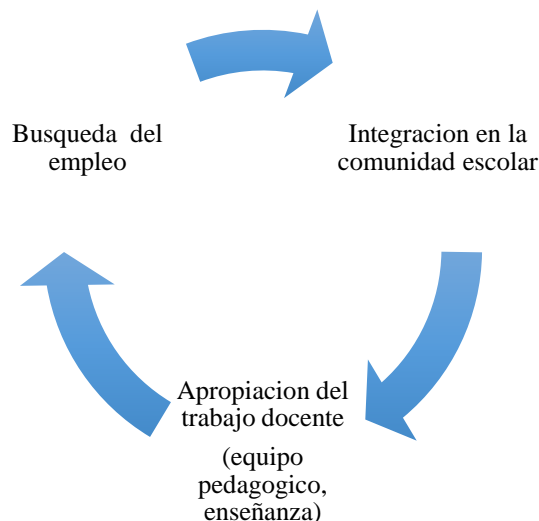 Busqueda del
empleo
Integracion en la
comunidad escolar
Apropiacion del
trabajo docente
(equipo
pedagogico,
enseñanza)